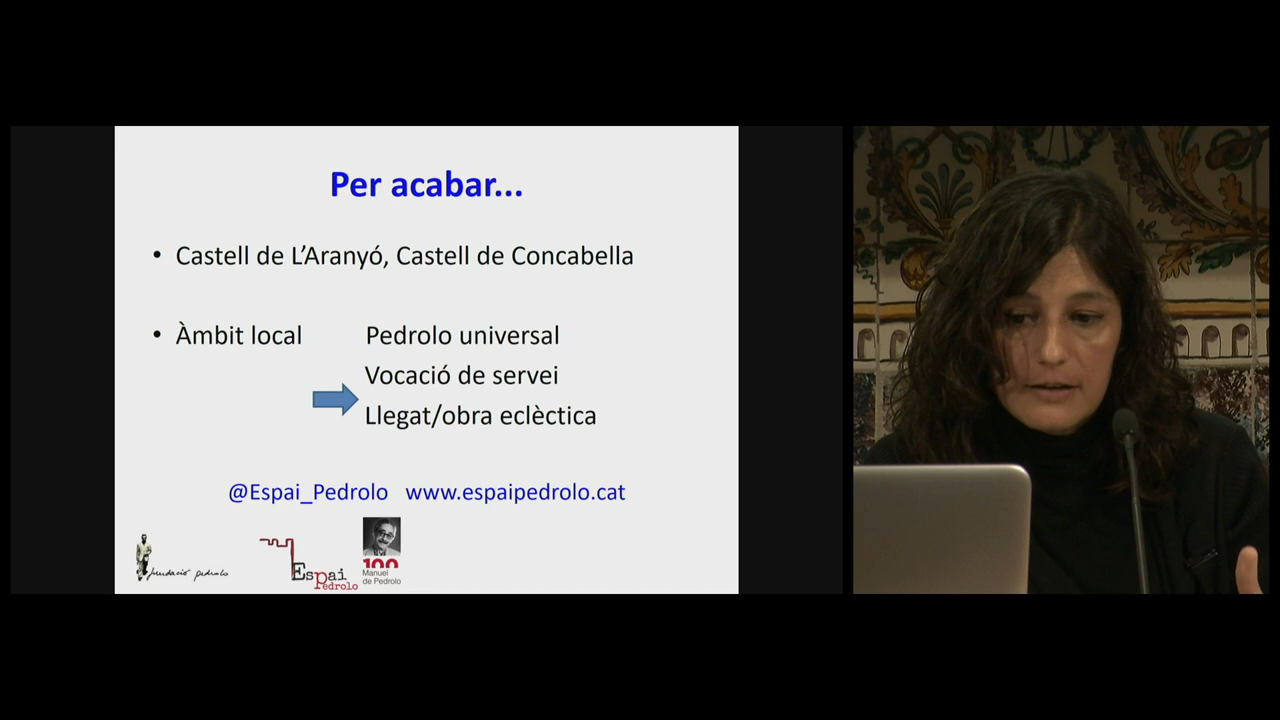 Per acabar...
• Castell de L'Aranyó, Castell de Concabella
• Àmbit local Pedrolo universal
Vocació de servei
Llegat/obra eclèctica
@Espai_Pedrolo www.espaipedrolo.cat
fundació pedrolo
Espai
Pedrolo
100
Manuel
de Pedrolo